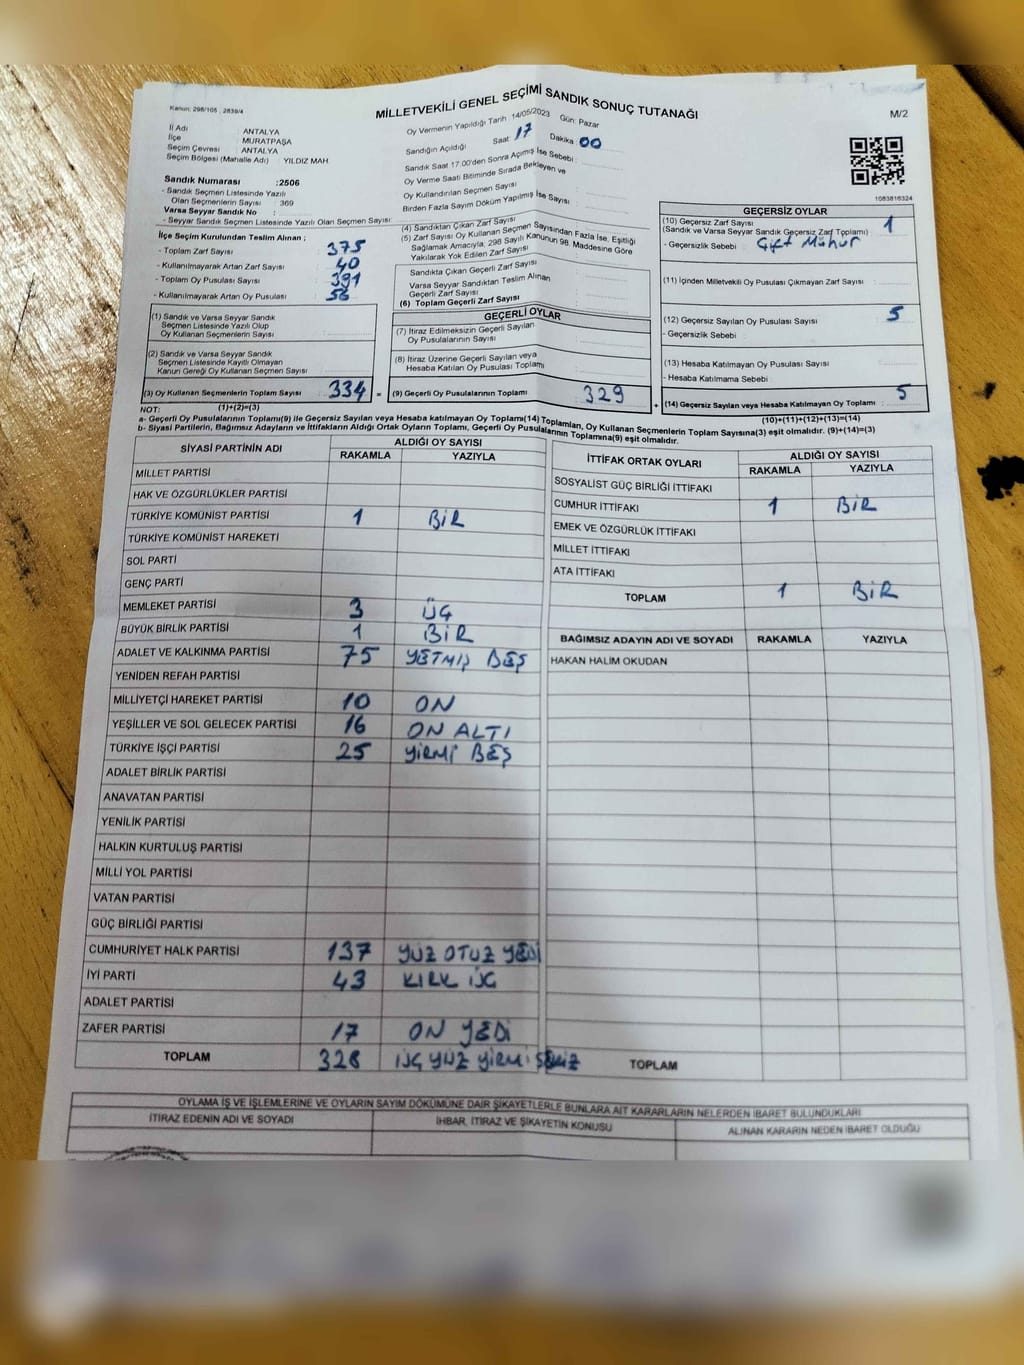 Kanun: 298/105 , 2839/4
MİLLETVEKİLİ GENEL SEÇİMİ SANDIK SONUÇ TUTANAĞI
M/2
İl Adı ANTALYA
İlçe MURATPAŞA
Seçim Çevresi ANTALYA
Seçim Bölgesi (Mahalle Adı) YILDIZ MAH
Sandık Numarası :2506
- Sandık Seçmen Listesinde Yazılı
Olan Seçmenlerin Sayısı : 369
Varsa Seyyar Sandık No :
- Seyyar Sandık Seçmen Listesinde Yazılı Olan Seçmen Sayısı:
Oy Vermenin Yapıldığı Tarih :14/05/2023 Gün: Pazar
Sandığın Açıldığı Saat: 17 Dakika 00
Sandık Saat 17.00'den Sonra Açımış İse Sebebi :
Oy Verme Saati Bitiminde Sırada Bekleyen ve
Oy Kullandırılan Seçmen Sayısı
Birden Fazla Sayım Döküm Yapılmış İse Sayısı :
1083816324
İlçe Seçim Kurulundan Teslim Alınan ;
- Toplam Zarf Sayısı : 375
- Kullanılmayarak Artan Zarf Sayısı : 40
- Toplam Oy Pusulası Sayısı : 391
- Kullanılmayarak Artan Oy Pusulası : 56
(1) Sandık ve Varsa Seyyar Sandık
Seçmen Listesinde Yazılı Olup
Oy Kullanan Seçmenlerin Sayısı :
(2) Sandık ve Varsa Seyyar Sandık
Seçmen Listesinde Kayıtlı Olmayan
Kanun Gereği Oy Kullanan Seçmen Sayısı :
(3) Oy Kullanan Seçmenlerin Toplam Sayısı : 334 =
(1)+(2)=(3)
(4) Sandıktan Çıkan Zarf Sayısı
(5) Zarf Sayısı Oy Kullanan Seçmen Sayısından Fazla İse, Eşitliği
Sağlamak Amacıyla; 298 Sayılı Kanunun 98. Maddesine Göre
Yakılarak Yok Edilen Zarf Sayısı
Sandıkta Çıkan Geçerli Zarf Sayısı
Varsa Seyyar Sandıktan Teslim Alınan
Geçerli Zarf Sayısı
(6) Toplam Geçerli Zarf Sayısı
GEÇERLİ OYLAR
(7) İtiraz Edilmeksizin Geçerli Sayılan
Oy Pusulalarının Sayısı
(8) İtiraz Üzerine Geçerli Sayılan veya
Hesaba Katılan Oy Pusulası Toplamı
(9) Geçerli Oy Pusulalarının Toplamı : 329 +
GEÇERSİZ OYLAR
(10) Geçersiz Zarf Sayısı 1
(Sandık ve Varsa Seyyar Sandık Geçersiz Zarf Toplamı)
- Geçersizlik Sebebi : Çift Mühür
(11) İçinden Milletvekili Oy Pusulası Çıkmayan Zarf Sayısı :
(12) Geçersiz Sayılan Oy Pusulası Sayısı : 5
- Geçersizlik Sebebi
(13) Hesaba Katılmayan Oy Pusulası Sayısı
- Hesaba Katılmama Sebebi
(14) Geçersiz Sayılan veya Hesaba Katılmayan Oy Toplamı : 5
(10)+(11)+(12)+(13)=(14)
NOT:
a- Geçerli Oy Pusulalarının Toplamı(9) ile Geçersiz Sayılan veya Hesaba katılmayan Oy Toplamı(14) Toplamları, Oy Kullanan Seçmenlerin Toplam Sayısına(3) eşit olmalıdır. (9)+(14)=(3)
b- Siyasi Partilerin, Bağımsız Adayların ve İttifakların Aldığı Ortak Oyların Toplamı, Geçerli Oy Pusulalarının Toplamına(9) eşit olmalıdır.
SİYASİ PARTİNİN ADI ALDIĞI OY SAYISI
RAKAMLA YAZIYLA
MİLLET PARTİSİ
HAK VE ÖZGÜRLÜKLER PARTİSİ
TÜRKİYE KOMÜNİST PARTİSİ 1 BİR
TÜRKİYE KOMÜNİST HAREKETİ
SOL PARTİ
GENÇ PARTİ
MEMLEKET PARTİSİ 3 ÜÇ
BÜYÜK BİRLİK PARTİSİ 1 BİR
ADALET VE KALKINMA PARTİSİ 75 YETMİŞ BEŞ
YENİDEN REFAH PARTİSİ
MİLLİYETÇİ HAREKET PARTİSİ 10 ON
YEŞİLLER VE SOL GELECEK PARTİSİ 16 ON ALTI
TÜRKİYE İŞÇİ PARTİSİ 25 YİRMİ BEŞ
ADALET BİRLİK PARTİSİ
ANAVATAN PARTİSİ
YENİLİK PARTİSİ
HALKIN KURTULUŞ PARTİSİ
MİLLİ YOL PARTİSİ
VATAN PARTİSİ
GÜÇ BİRLİĞİ PARTİSİ
CUMHURİYET HALK PARTİSİ 137 YÜZ OTUZ YEDİ
İYİ PARTİ 43 KIRK ÜÇ
ADALET PARTİSİ
ZAFER PARTİSİ 17 ON YEDİ
TOPLAM 328 ÜÇ YÜZ YİRMİ SEKİZ
İTTİFAK ORTAK OYLARI ALDIĞI OY SAYISI
RAKAMLA YAZIYLA
SOSYALİST GÜÇ BİRLİĞİ İTTİFAKI
CUMHUR İTTİFAKI 1 BİR
EMEK VE ÖZGÜRLÜK İTTİFAKI
MİLLET İTTİFAKI
ATA İTTİFAKI
TOPLAM 1 BİR
BAĞIMSIZ ADAYIN ADI VE SOYADI RAKAMLA YAZIYLA
HAKAN HALİM OKUDAN
TOPLAM
OYLAMA İŞ VE İŞLEMLERİNE VE OYLARIN SAYIM DÖKÜMÜNE DAİR ŞİKAYETLERLE BUNLARA AİT KARARLARIN NELERDEN İBARET BULUNDUKLARI
İTİRAZ EDENİN ADI VE SOYADI İHBAR, İTİRAZ VE ŞİKAYETİN KONUSU ALINAN KARARIN NEDEN İBARET OLDUĞU